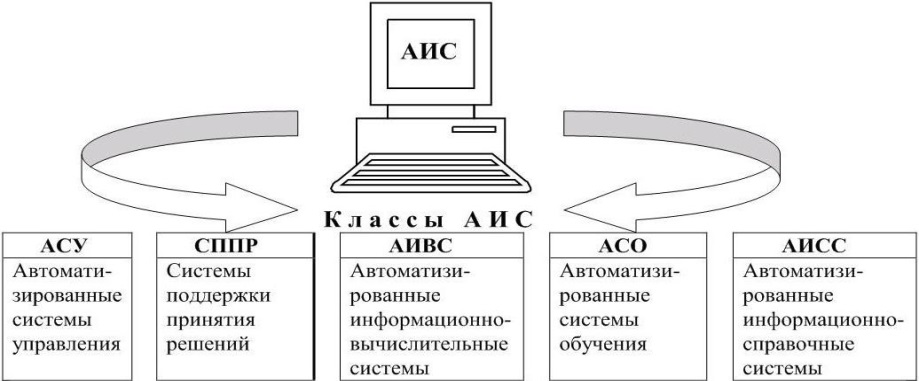 АИС
Классы АИС
АСУ
Автомати-
зированные
системы
управления
СППР
Системы
поддержки
принятия
решений
АИВС
Автоматизи-
рованные
информационно-
вычислительные
системы
АСО
Автоматизи-
рованные
системы
обучения
АИСС
Автоматизи-
рованные
информационно-
справочные
системы